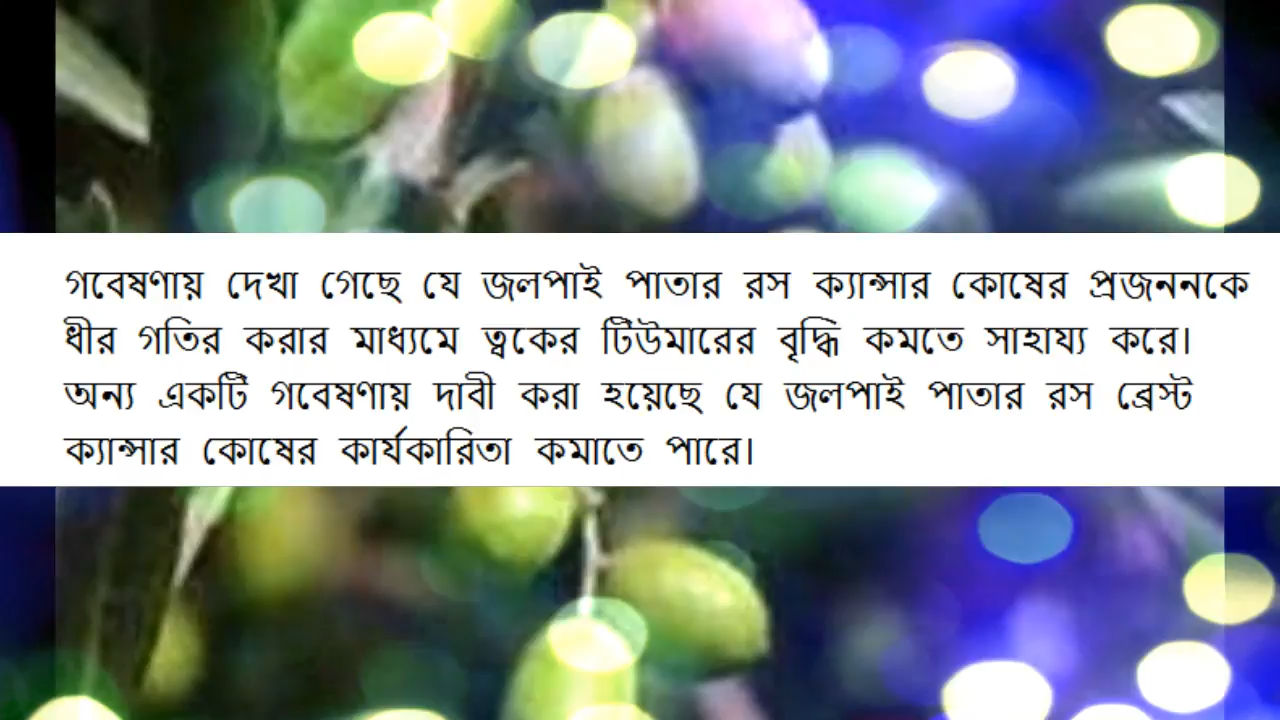 গবেষণায় দেখা গেছে যে জলপাই পাতার রস ক্যান্সার কোষের প্রজননকে
ধীর গতির করার মাধ্যমে ত্বকের টিউমারের বৃদ্ধি কমতে সাহায্য করে।
অন্য একটি গবেষণায় দাবী করা হয়েছে যে জলপাই পাতার রস ব্রেস্ট
ক্যান্সার কোষের কার্যকারিতা কমাতে পারে।